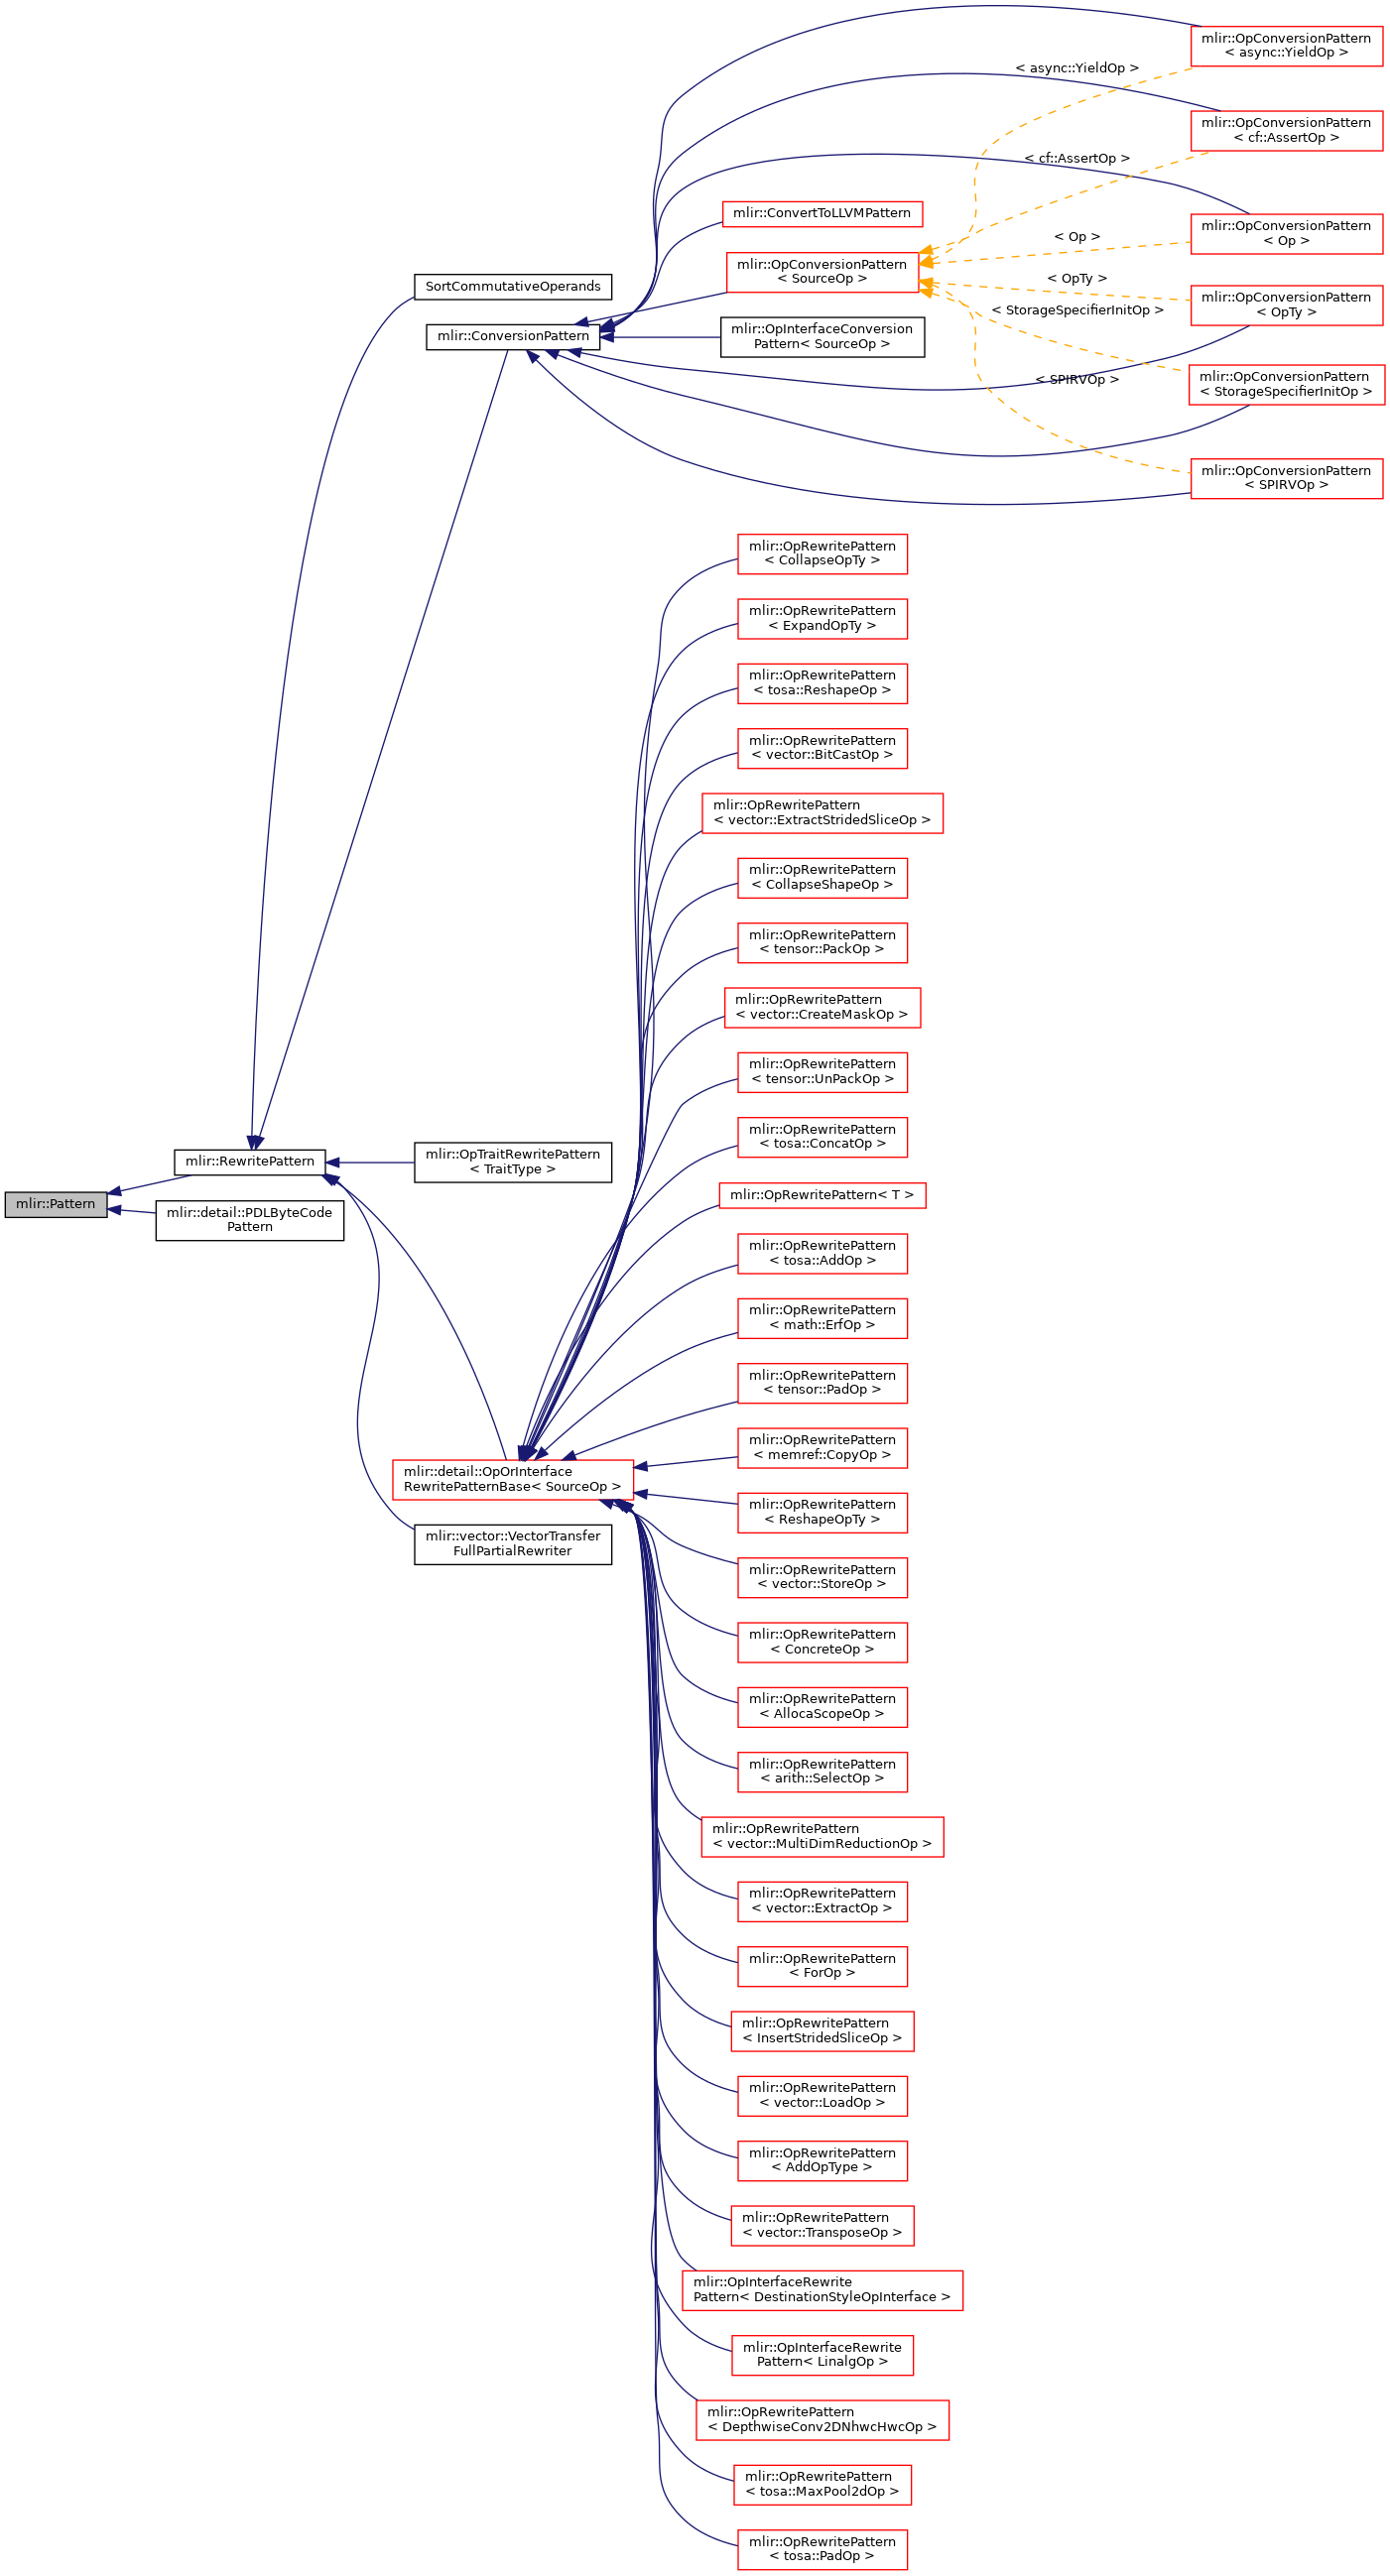 mlir::OpConversionPattern
< async::YieldOp >
< async::YieldOp >
mlir::OpConversionPattern
< cf::AssertOp >
< cf::AssertOp >
mlir::ConvertToLLVMPattern
mlir::OpConversionPattern
< Op >
< Op >
mlir::OpConversionPattern
< SourceOp >
< OpTy >
mlir::OpConversionPattern
< OpTy >
SortCommutativeOperands
< StorageSpecifierInitOp >
mlir::ConversionPattern
mlir::OpInterfaceConversion
Pattern< SourceOp >
mlir::OpConversionPattern
< StorageSpecifierInitOp >
< SPIRVOp >
mlir::OpConversionPattern
< SPIRVOp >
mlir::OpRewritePattern
< CollapseOpTy >
mlir::OpRewritePattern
< ExpandOpTy >
mlir::OpRewritePattern
< tosa::ReshapeOp >
mlir::OpRewritePattern
< vector::BitCastOp >
mlir::OpRewritePattern
< vector::ExtractStridedSliceOp >
mlir::OpRewritePattern
< CollapseShapeOp >
mlir::OpRewritePattern
< tensor::PackOp >
mlir::OpRewritePattern
< vector::CreateMaskOp >
mlir::OpRewritePattern
< tensor::UnPackOp >
mlir::OpRewritePattern
< tosa::ConcatOp >
mlir::RewritePattern
mlir::OpTraitRewritePattern
< TraitType >
mlir::Pattern
mlir::detail::PDLByteCode
Pattern
mlir::OpRewritePattern< T >
mlir::OpRewritePattern
< tosa::AddOp >
mlir::OpRewritePattern
< math::ErfOp >
mlir::OpRewritePattern
< tensor::PadOp >
mlir::OpRewritePattern
< memref::CopyOp >
mlir::detail::OpOrInterface
RewritePatternBase< SourceOp >
mlir::OpRewritePattern
< ReshapeOpTy >
mlir::vector::VectorTransfer
FullPartialRewriter
mlir::OpRewritePattern
< vector::StoreOp >
mlir::OpRewritePattern
< ConcreteOp >
mlir::OpRewritePattern
< AllocaScopeOp >
mlir::OpRewritePattern
< arith::SelectOp >
mlir::OpRewritePattern
< vector::MultiDimReductionOp >
mlir::OpRewritePattern
< vector::ExtractOp >
mlir::OpRewritePattern
< ForOp >
mlir::OpRewritePattern
< InsertStridedSliceOp >
mlir::OpRewritePattern
< vector::LoadOp >
mlir::OpRewritePattern
< AddOpType >
mlir::OpRewritePattern
< vector::TransposeOp >
mlir::OpInterfaceRewrite
Pattern< DestinationStyleOpInterface >
mlir::OpInterfaceRewrite
Pattern< LinalgOp >
mlir::OpRewritePattern
< DepthwiseConv2DNhwcHwcOp >
mlir::OpRewritePattern
< tosa::MaxPool2dOp >
mlir::OpRewritePattern
< tosa::PadOp >